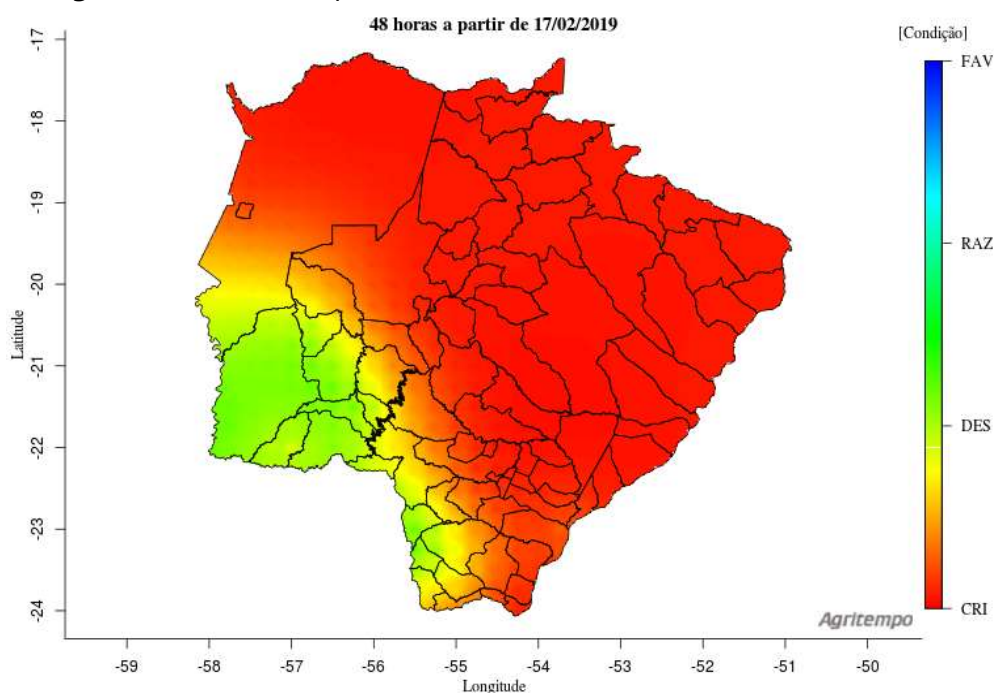 48 horas a partir de 17/02/2019
[Condição]
FAV
RAZ
DES
CRI
-17
-18
-19
-20
-21
-22
-23
-24
Latitude
Agritempo
-59 -58 -57 -56 -55 -54 -53 -52 -51 -50
Longitude